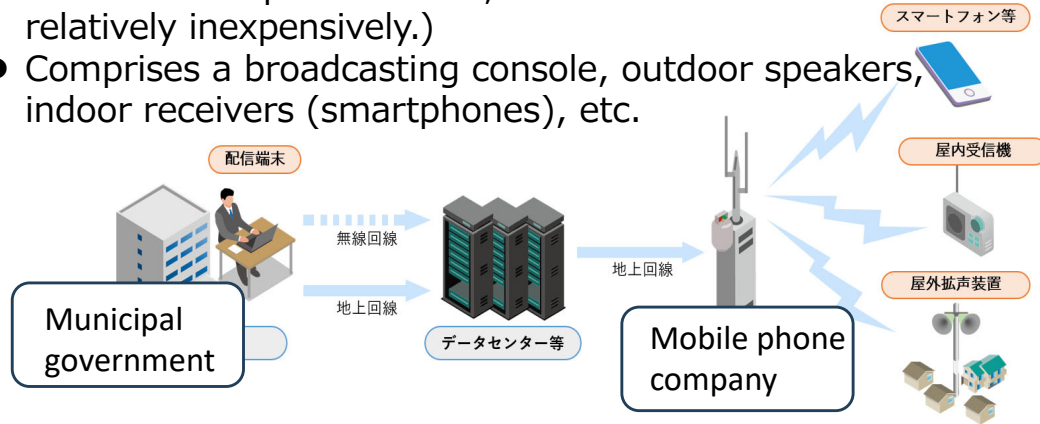 relatively inexpensively.)
● Comprises a broadcasting console, outdoor speakers,
indoor receivers (smartphones), etc.
スマートフォン等
配信端末
屋内受信機
無線回線
地上回線
地上回線
屋外拡声装置
Municipal
government
データセンター等
Mobile phone
company